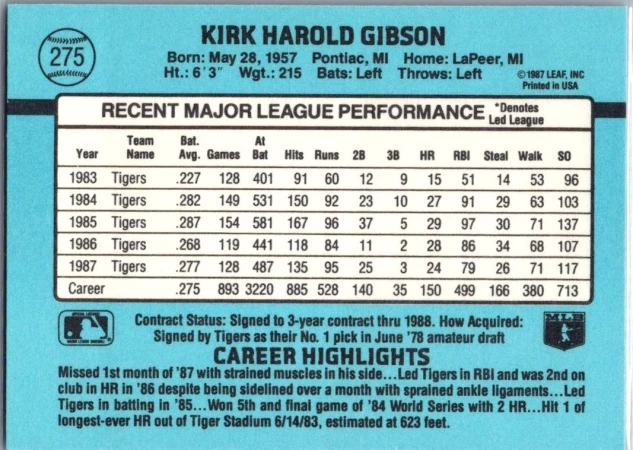 275
KIRK HAROLD GIBSON
Born: May 28, 1957 Pontiac, MI Home: LaPeer, MI
Ht.: 6'3" Wgt.: 215 Bats: Left Throws: Left
©1987 LEAF, INC
Printed in USA
RECENT MAJOR LEAGUE PERFORMANCE *Denotes Led League
Year Team Name Bat. Avg. Games At Bat Hits Runs 2B 3B HR RBI Steal Walk SO
1983 Tigers .227 128 401 91 60 12 9 15 51 14 53 96
1984 Tigers .282 149 531 150 92 23 10 27 91 29 63 103
1985 Tigers .287 154 581 167 96 37 5 29 97 30 71 137
1986 Tigers .268 119 441 118 84 11 2 28 86 34 68 107
1987 Tigers .277 128 487 135 95 25 3 24 79 26 71 117
Career .275 893 3220 885 528 140 35 150 499 166 380 713
Contract Status: Signed to 3-year contract thru 1988. How Acquired:
Signed by Tigers as their No. 1 pick in June '78 amateur draft
MLB
CAREER HIGHLIGHTS
Missed 1st month of '87 with strained muscles in his side...Led Tigers in RBI and was 2nd on
club in HR in '86 despite being sidelined over a month with sprained ankle ligaments...Led
Tigers in batting in '85...Won 5th and final game of '84 World Series with 2 HR...Hit 1 of
longest-ever HR out of Tiger Stadium 6/14/83, estimated at 623 feet.